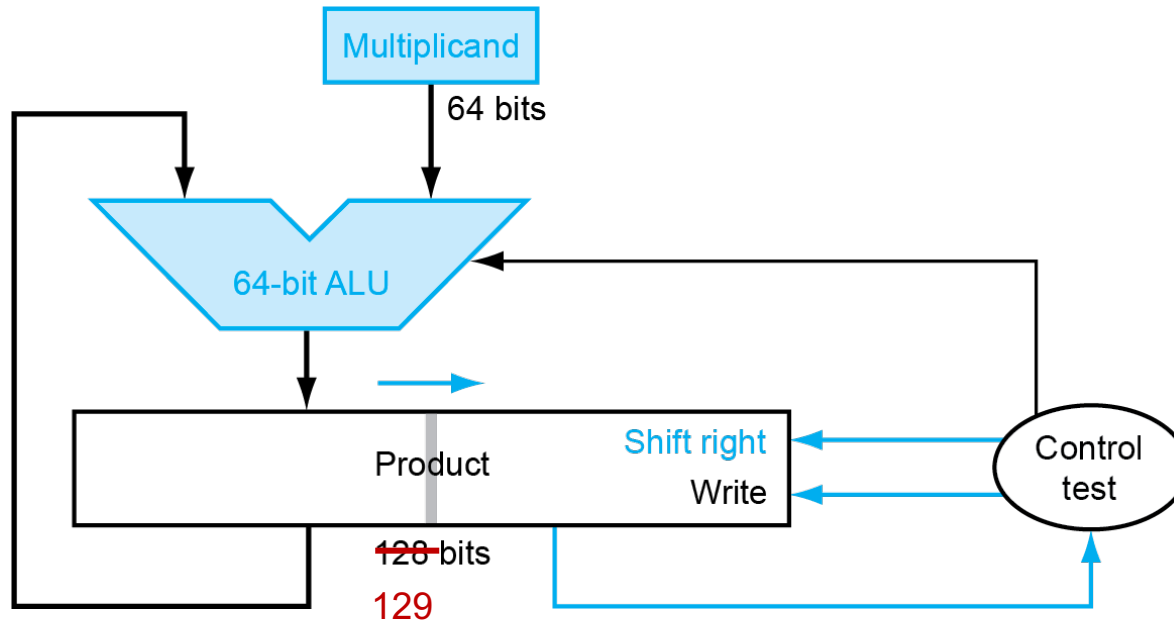 Multiplicand
64 bits
64-bit ALU
Product
Shift right
Write
Control
test
128 bits
129